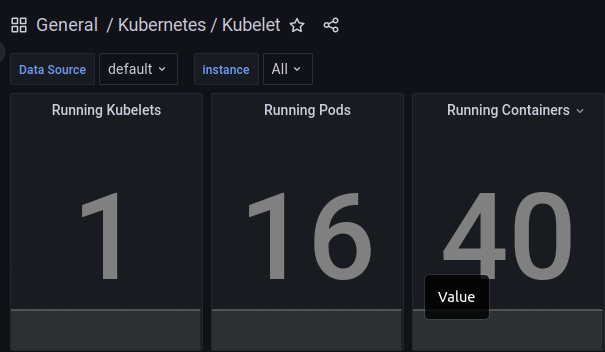 General / Kubernetes / Kubelet
Data Source default instance All
Running Kubelets Running Pods Running Containers
1 16 40
Value